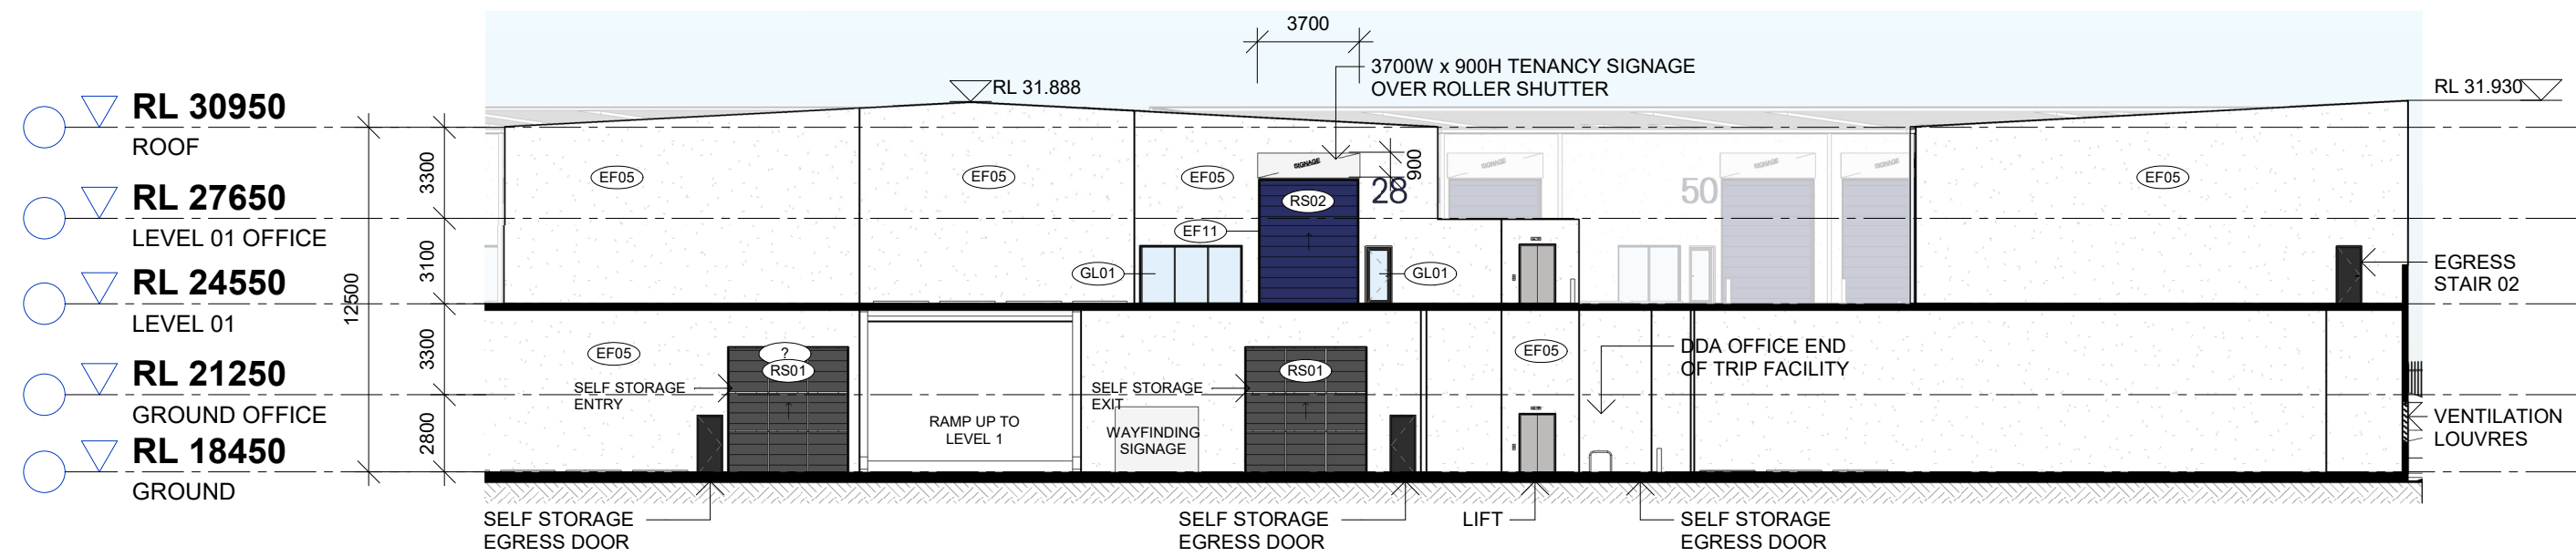 3700
3700W x 900H TENANCY SIGNAGE
OVER ROLLER SHUTTER
RL 31.888
RL 31.930
RL 30950
ROOF
RL 27650
LEVEL 01 OFFICE
RL 24550
LEVEL 01
RL 21250
GROUND OFFICE
RL 18450
GROUND
12500
3300
3100
3300
2800
EF05
EF05
EF05
SIGNAGE
900
28
RS02
EF11
GL01
GL01
SIGNAGE
50
SIGNAGE
SIGNAGE
EF05
EGRESS
STAIR 02
EF05
?
RS01
SELF STORAGE
ENTRY
RAMP UP TO
LEVEL 1
SELF STORAGE
EXIT
WAYFINDING
SIGNAGE
RS01
EF05
DDA OFFICE END
OF TRIP FACILITY
VENTILATION
LOUVRES
SELF STORAGE
EGRESS DOOR
SELF STORAGE
EGRESS DOOR
LIFT
SELF STORAGE
EGRESS DOOR